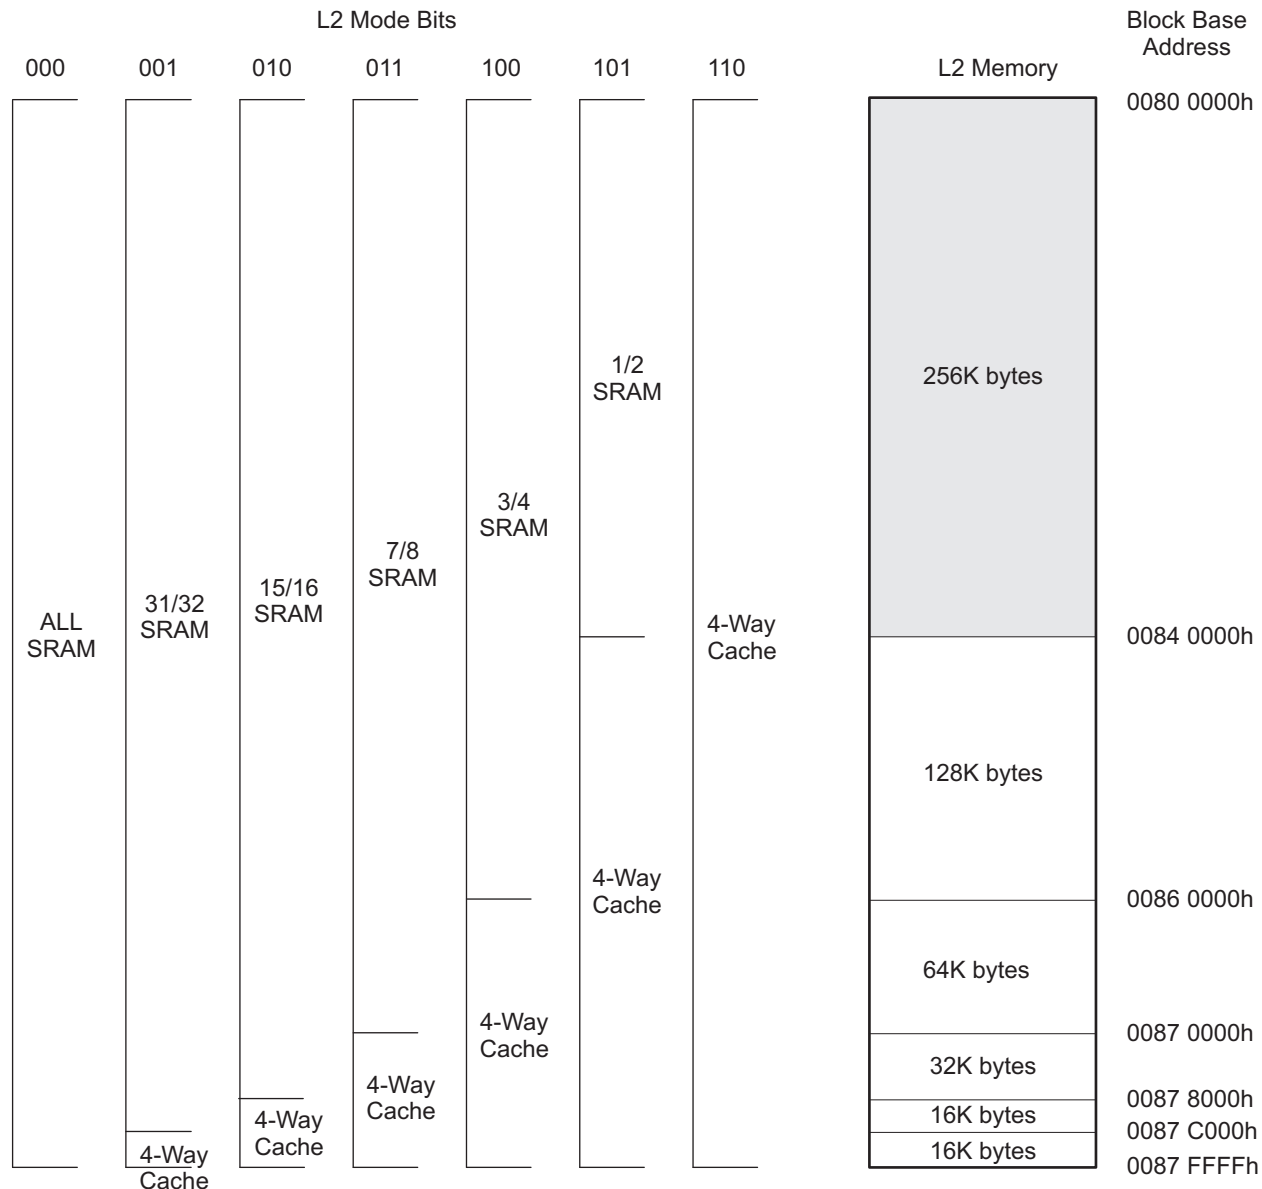 L2 Mode Bits
Block Base
Address
000
001
010
011
100
101
110
L2 Memory
0080 0000h
1/2
SRAM
256K bytes
3/4
SRAM
7/8
SRAM
15/16
SRAM
31/32
SRAM
ALL
SRAM
4-Way
Cache
0084 0000h
128K bytes
4-Way
Cache
0086 0000h
64K bytes
4-Way
Cache
0087 0000h
32K bytes
4-Way
Cache
0087 8000h
4-Way
Cache
16K bytes
0087 C000h
4-Way
Cache
16K bytes
0087 FFFFh